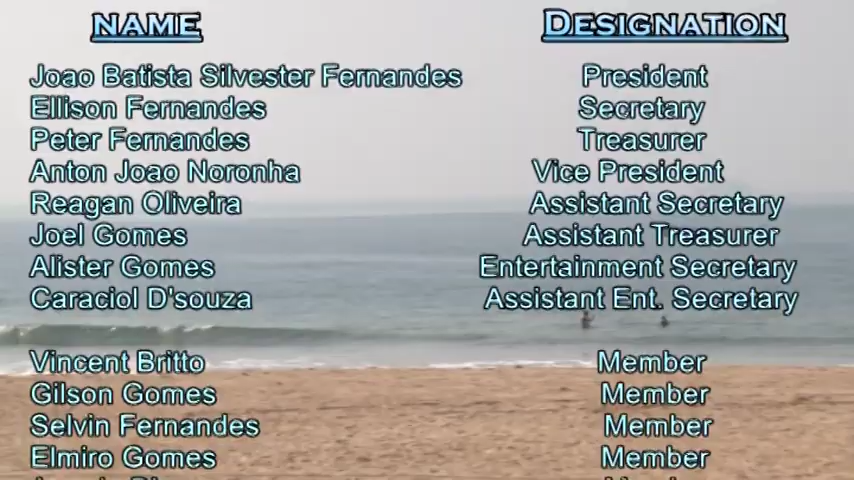 NAME DESIGNATION
Joao Batista Silvester Fernandes President
Ellison Fernandes Secretary
Peter Fernandes Treasurer
Anton Joao Noronha Vice President
Reagan Oliveira Assistant Secretary
Joel Gomes Assistant Treasurer
Alister Gomes Entertainment Secretary
Caraciol D'souza Assistant Ent. Secretary
Vincent Britto Member
Gilson Gomes Member
Selvin Fernandes Member
Elmiro Gomes Member